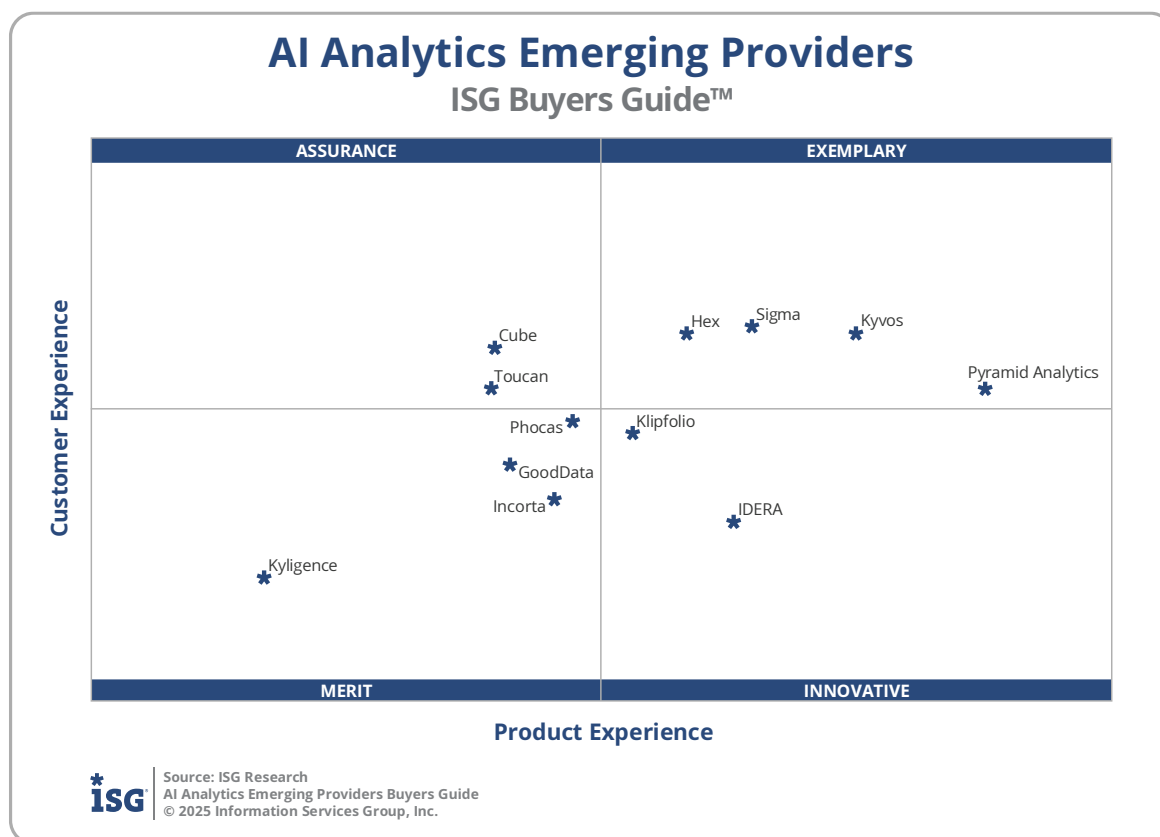 AI Analytics Emerging Providers
ISG Buyers Guide™
ASSURANCE
EXEMPLARY
Customer Experience
Cube
Toucan
Hex
Sigma
Kyvos
Pyramid Analytics
Phocas
GoodData
Incorta
Kyligence
Klipfolio
IDERA
MERIT
INNOVATIVE
Product Experience
iSG
Source: ISG Research
AI Analytics Emerging Providers Buyers Guide
© 2025 Information Services Group, Inc.